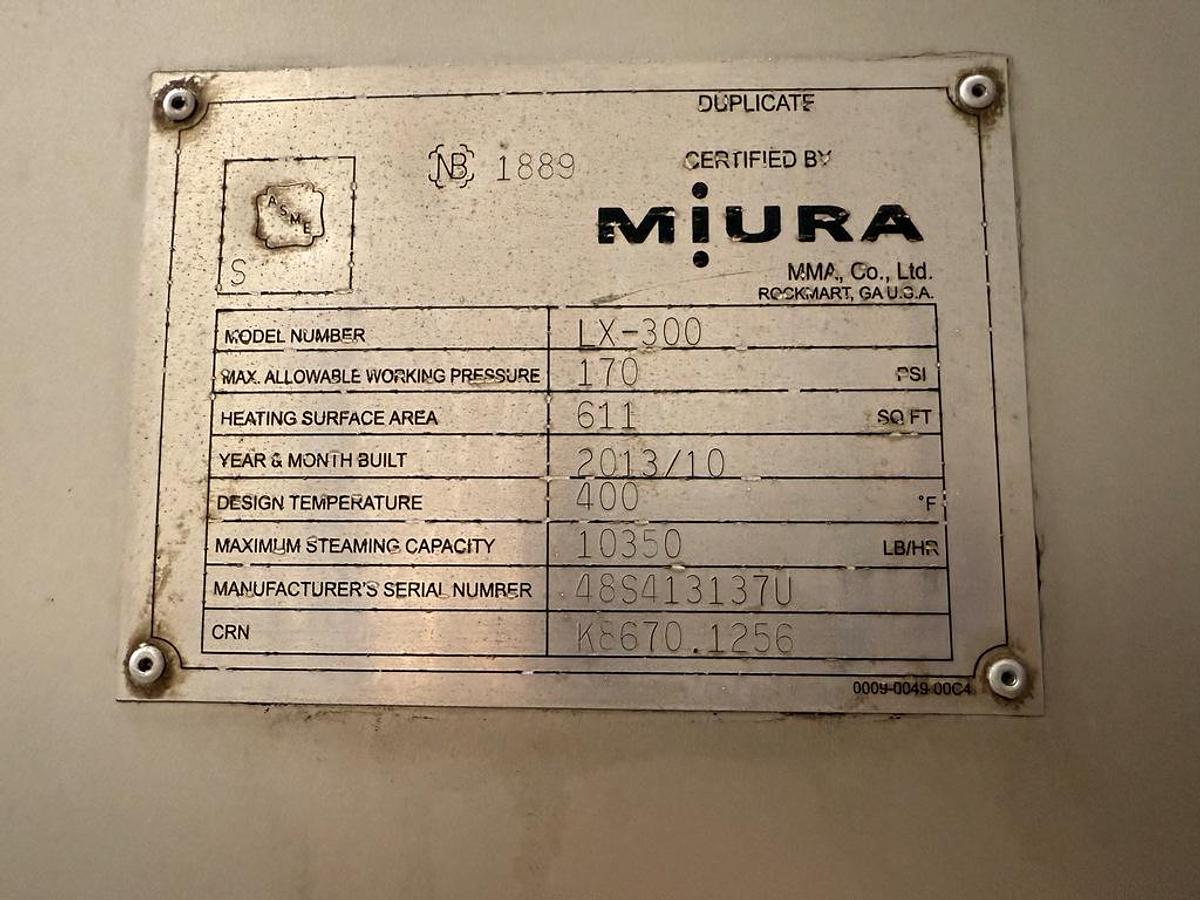 DUPLICATE
NB 1889
CERTIFIED BY
ASME
S
MiURA
MMA, Co., Ltd.
ROCKMART, GA U.S.A.
MODEL NUMBER LX-300
MAX. ALLOWABLE WORKING PRESSURE 170 PSI
HEATING SURFACE AREA 611 SQ FT
YEAR & MONTH BUILT 2013/10
DESIGN TEMPERATURE 400 °F
MAXIMUM STEAMING CAPACITY 10350 LB/HR
MANUFACTURER'S SERIAL NUMBER 48S413137U
CRN K8670.1256
0009-0049-00C4